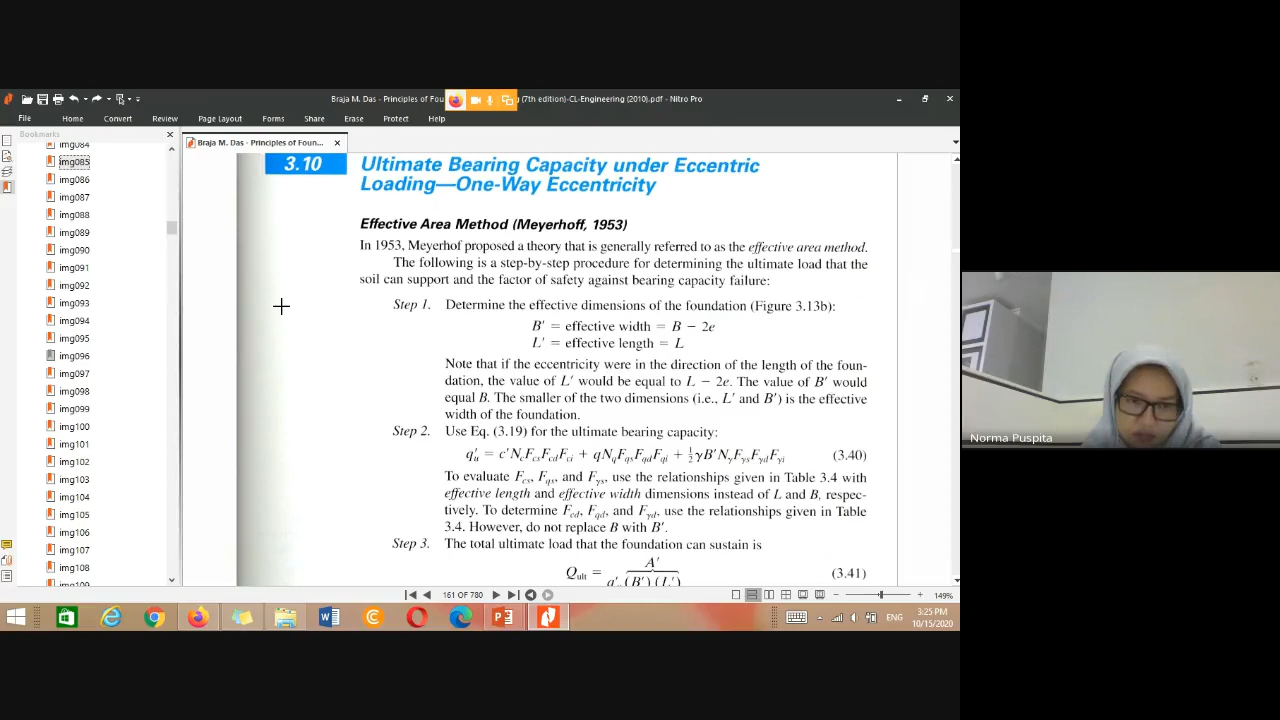 Braja M. Das - Principles of Fou
(7th edition)-CL-Engineering (2010).pdf - Nitro Pro
File Home Convert Review Page Layout Forms Share Erase Protect Help
Bookmarks
Braja M. Das - Principles of Foun...
img084
img085
img086
img087
img088
img089
img090
img091
img092
img093
img094
img095
img096
img097
img098
img099
img100
img101
img102
img103
img104
img105
img106
img107
img108
img109
3.10 Ultimate Bearing Capacity under Eccentric
Loading—One-Way Eccentricity
Effective Area Method (Meyerhoff, 1953)
In 1953, Meyerhof proposed a theory that is generally referred to as the effective area method.
The following is a step-by-step procedure for determining the ultimate load that the
soil can support and the factor of safety against bearing capacity failure:
Step 1. Determine the effective dimensions of the foundation (Figure 3.13b):
B′ = effective width = B − 2e
L′ = effective length = L
Note that if the eccentricity were in the direction of the length of the foun-
dation, the value of L′ would be equal to L − 2e. The value of B′ would
equal B. The smaller of the two dimensions (i.e., L′ and B′) is the effective
width of the foundation.
Step 2. Use Eq. (3.19) for the ultimate bearing capacity:
q′u = c′NcFcsFcdFci + qNqFqsFqdFqi + ½γB′NγFγsFγdFγi (3.40)
To evaluate Fcs, Fqs, and Fγs, use the relationships given in Table 3.4 with
effective length and effective width dimensions instead of L and B, respec-
tively. To determine Fcd, Fqd, and Fγd, use the relationships given in Table
3.4. However, do not replace B with B′.
Step 3. The total ultimate load that the foundation can sustain is
A′
Qult = q′u (B′) (L′) (3.41)
161 OF 780
149%
ENG
3:25 PM
10/15/2020
Norma Puspita